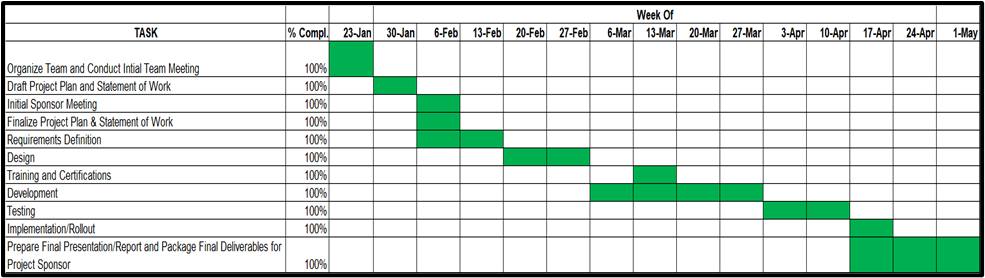 Week Of
TASK % Compl. 23-Jan 30-Jan 6-Feb 13-Feb 20-Feb 27-Feb 6-Mar 13-Mar 20-Mar 27-Mar 3-Apr 10-Apr 17-Apr 24-Apr 1-May
Organize Team and Conduct Intial Team Meeting 100%
Draft Project Plan and Statement of Work 100%
Initial Sponsor Meeting 100%
Finalize Project Plan & Statement of Work 100%
Requirements Definition 100%
Design 100%
Training and Certifications 100%
Development 100%
Testing 100%
Implementation/Rollout 100%
Prepare Final Presentation/Report and Package Final Deliverables for
Project Sponsor 100%